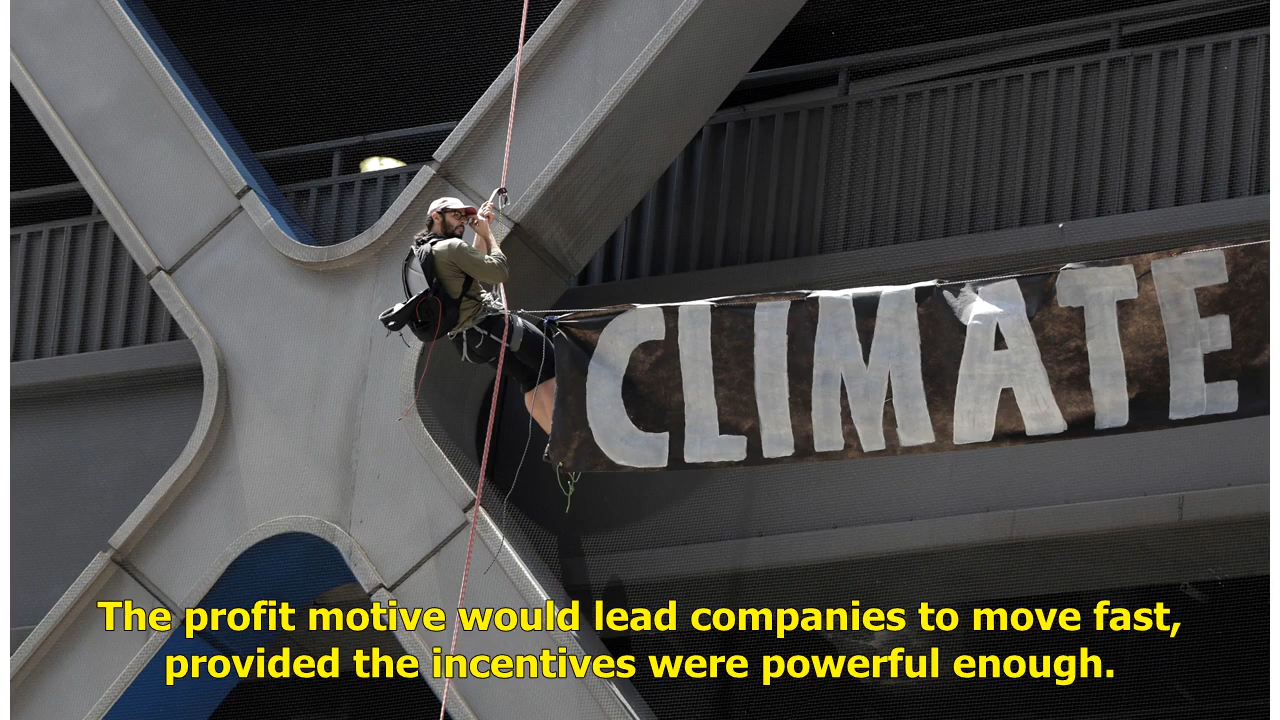 CLIMATE
The profit motive would lead companies to move fast,
provided the incentives were powerful enough.